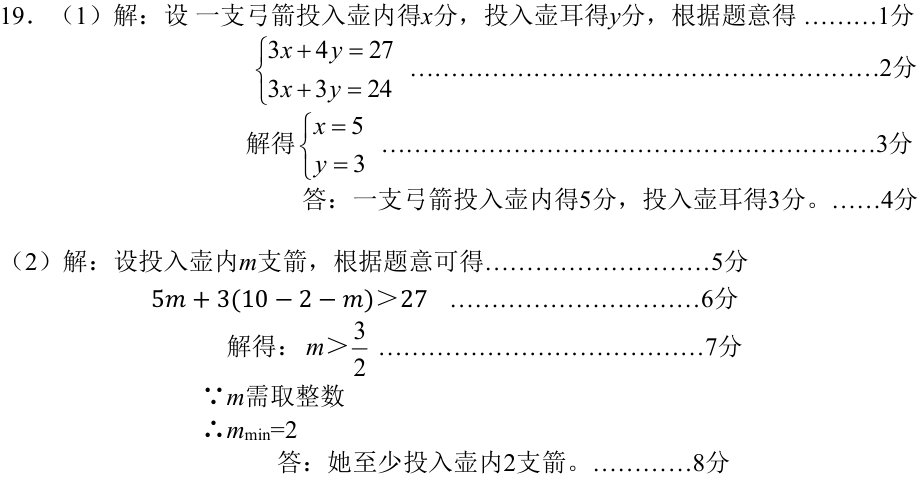 19. （1）解：设 一支弓箭投入壶内得x分，投入壶耳得y分，根据题意得 ………1分
{3x+4y=27
3x+3y=24 …………………………………………………2分
解得{x=5
y=3 ……………………………………………………3分
答：一支弓箭投入壶内得5分，投入壶耳得3分。……4分
（2）解：设投入壶内m支箭，根据题意可得………………………5分
5m + 3(10 − 2 − m)＞27 …………………………6分
解得： m＞3/2 …………………………………7分
∵m需取整数
∴mmin=2
答：她至少投入壶内2支箭。…………8分